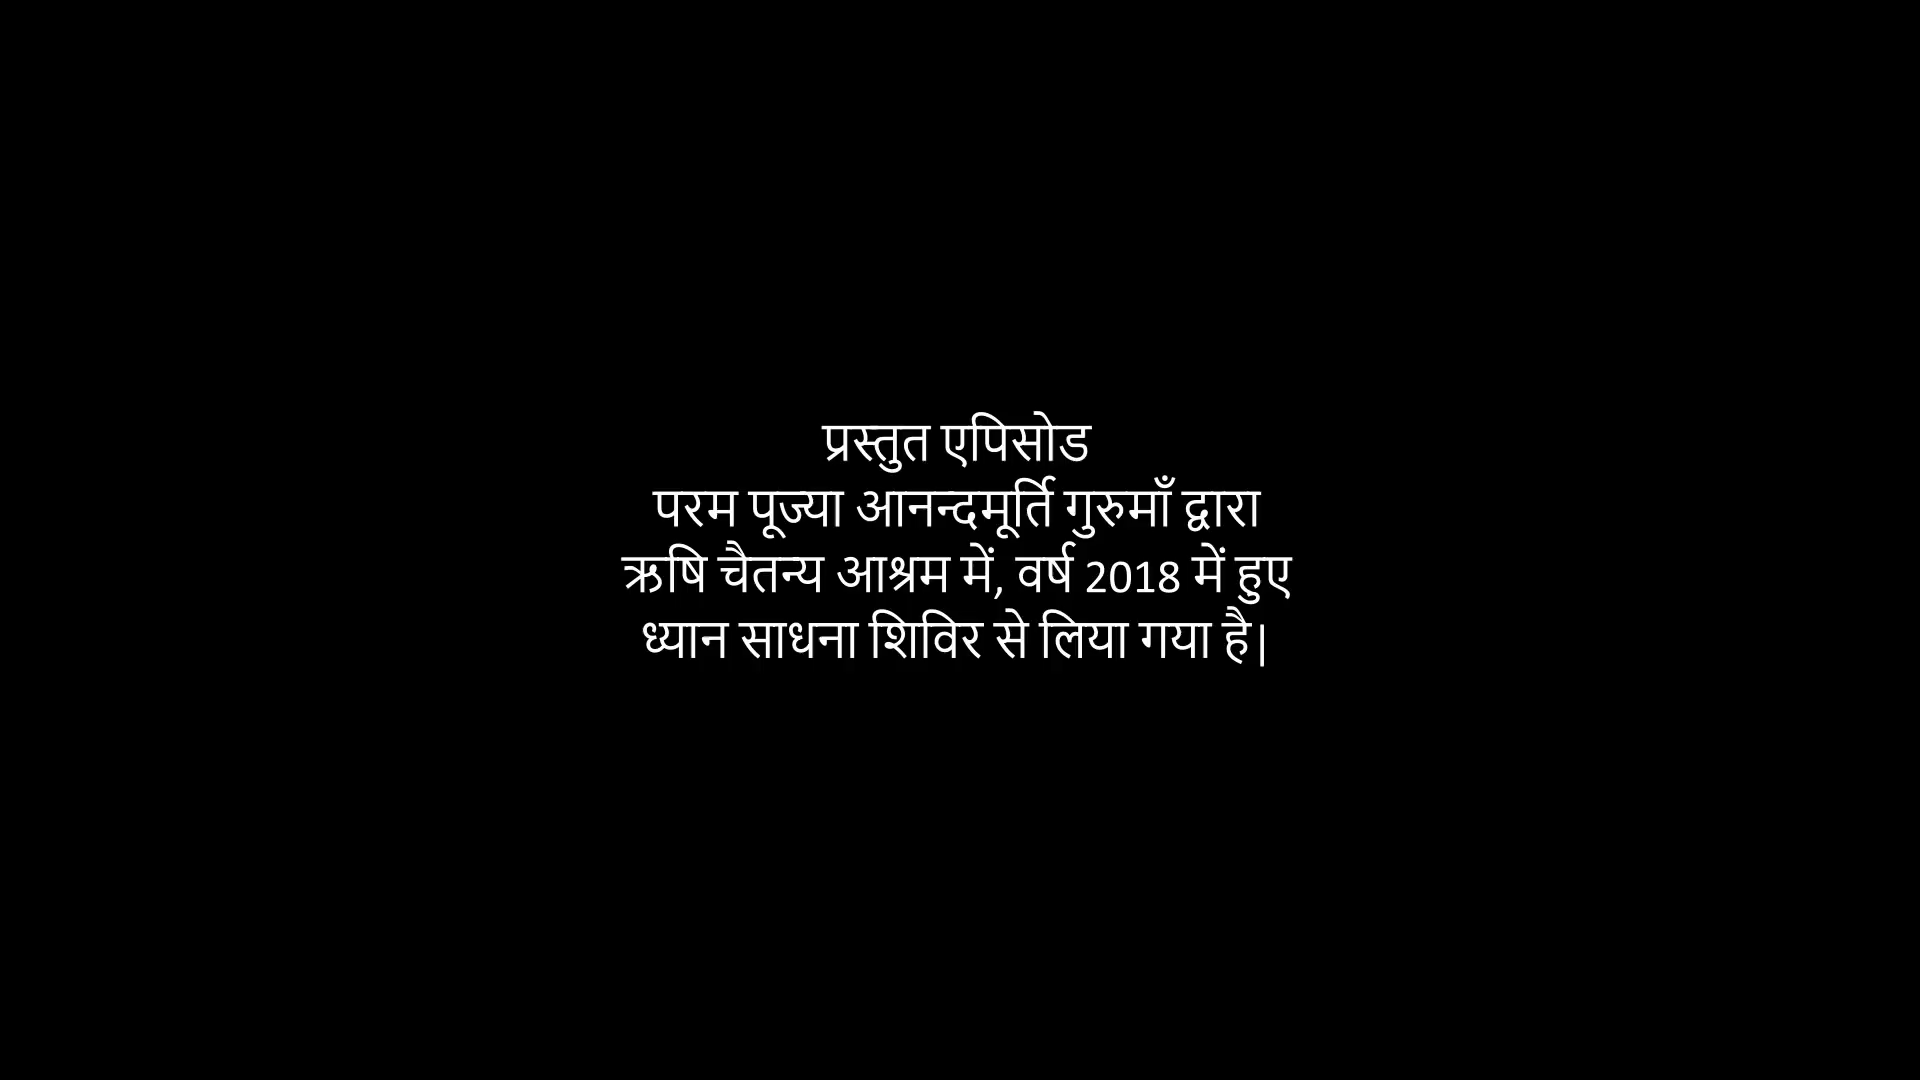 प्रस्तुत एपिसोड
परम पूज्या आनन्दमूर्ति गुरुमाँ द्वारा
ऋषि चैतन्य आश्रम में, वर्ष 2018 में हुए
ध्यान साधना शिविर से लिया गया है|